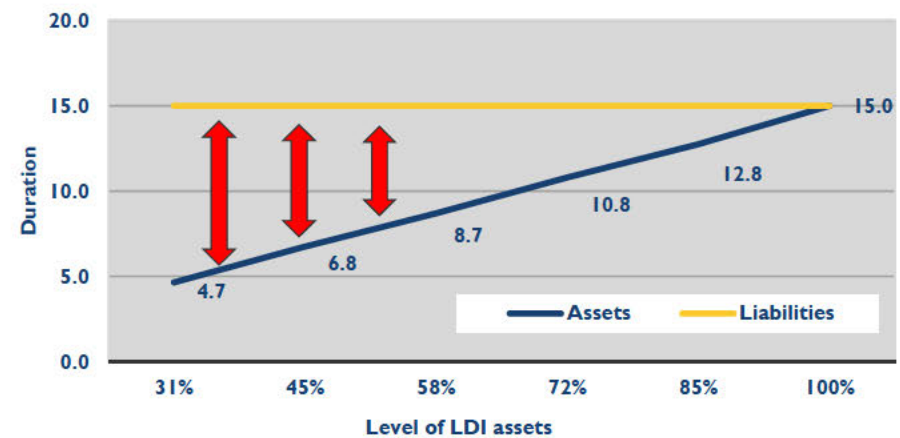 20.0
15.0
10.0
5.0
0.0
Duration
15.0
12.8
10.8
8.7
6.8
4.7
Assets Liabilities
31% 45% 58% 72% 85% 100%
Level of LDI assets